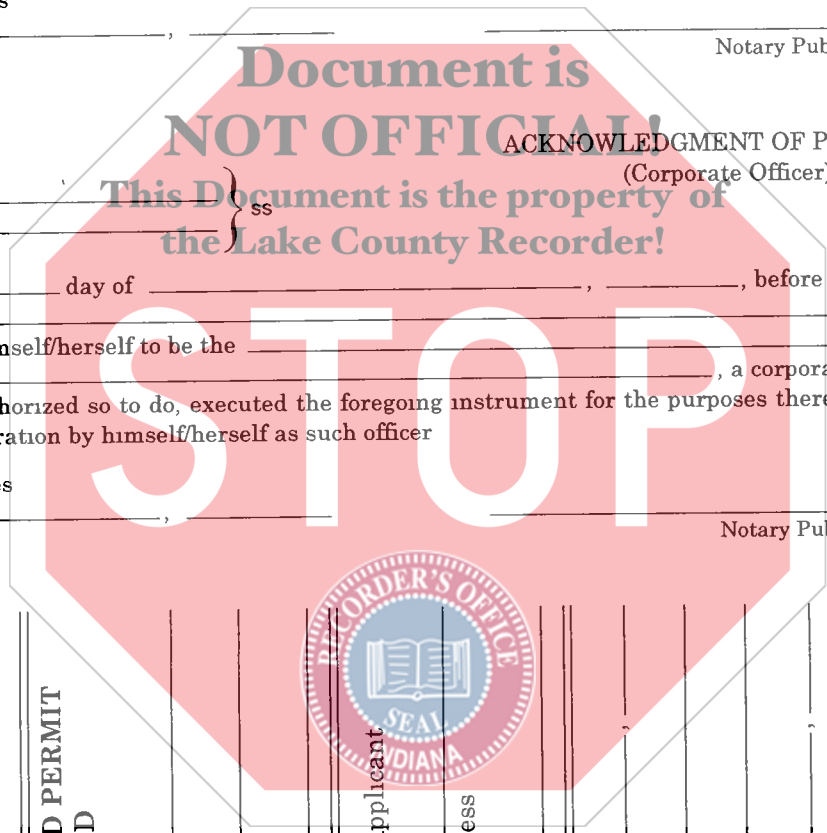 s
, Notary Pub
Document is
NOT OFFICIAL!
ACKNOWLEDGMENT OF P
(Corporate Officer)
This Document is the property of
} ss
the Lake County Recorder!
day of , , before
STOP
mself/herself to be the
, a corpora
horized so to do, executed the foregoing instrument for the purposes there
ration by himself/herself as such officer
s
, Notary Pub
RECORDER'S OFFICE
SEAL
INDIANA
D PERMIT
D
pplicant
ess
,
,